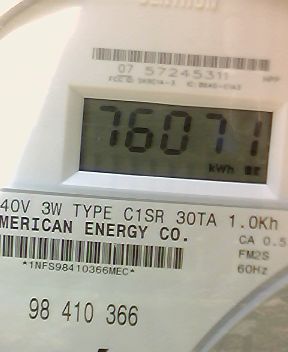 07 57245311
76071
kWh
40V 3W TYPE C1SR 30TA 1.0Kh
MERICAN ENERGY CO.
CA 0.5
FM2S
60Hz
*1NFS98410366MEC*
98 410 366